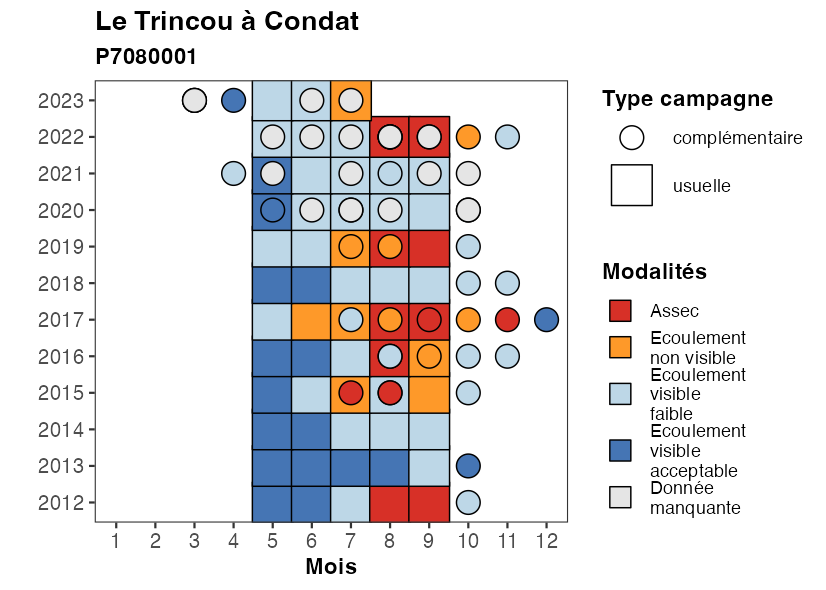 Le Trincou à Condat
P7080001
2023
2022
2021
2020
2019
2018
2017
2016
2015
2014
2013
2012
1 2 3 4 5 6 7 8 9 10 11 12
Mois
Type campagne
complémentaire
usuelle
Modalités
Assec
Ecoulement
non visible
Ecoulement
visible
faible
Ecoulement
visible
acceptable
Donnée
manquante